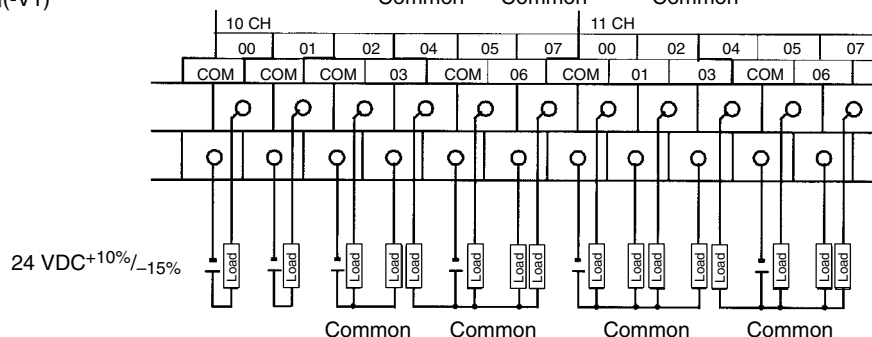 (-V1)
Common Common Common
10 CH 11 CH
00 01 02 04 05 07 00 02 04 05 07
COM COM COM 03 COM 06 COM 01 03 COM 06
24 VDC+10%/–15%
Load Load Load Load Load Load Load Load Load Load Load Load Load Load Load Load
Common Common Common Common